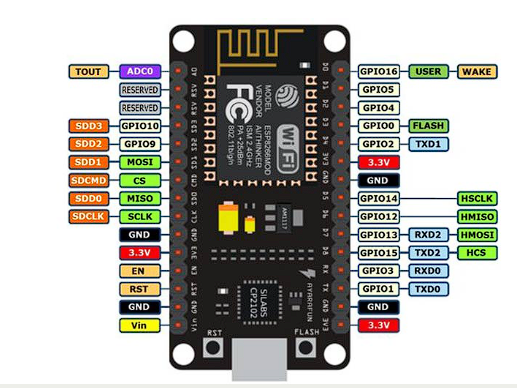 TOUT ADC0
RESERVED
RESERVED
SDD3 GPIO10
SDD2 GPIO9
SDD1 MOSI
SDCMD CS
SDD0 MISO
SDCLK SCLK
GND
3.3V
EN
RST
GND
Vin
A0
RSV
RSV
SD3
SD2
SD1
CMD
SD0
CLK
GND
3V3
EN
RST
GND
Vin
MODEL ESP8266MOD
VENDOR AITHINKER
ISM 2.4GHz
PA +25dBm
802.11b/g/n
FC
Wi Fi
AM1117
SILABS
CP2102
AYARAFUN
RST
FLASH
D0
D1
D2
D3
D4
3V3
GND
D5
D6
D7
D8
RX
TX
GND
3V3
GPIO16 USER WAKE
GPIO5
GPIO4
GPIO0 FLASH
GPIO2 TXD1
3.3V
GND
GPIO14 HSCLK
GPIO12 HMISO
GPIO13 RXD2 HMOSI
GPIO15 TXD2 HCS
GPIO3 RXD0
GPIO1 TXD0
GND
3.3V